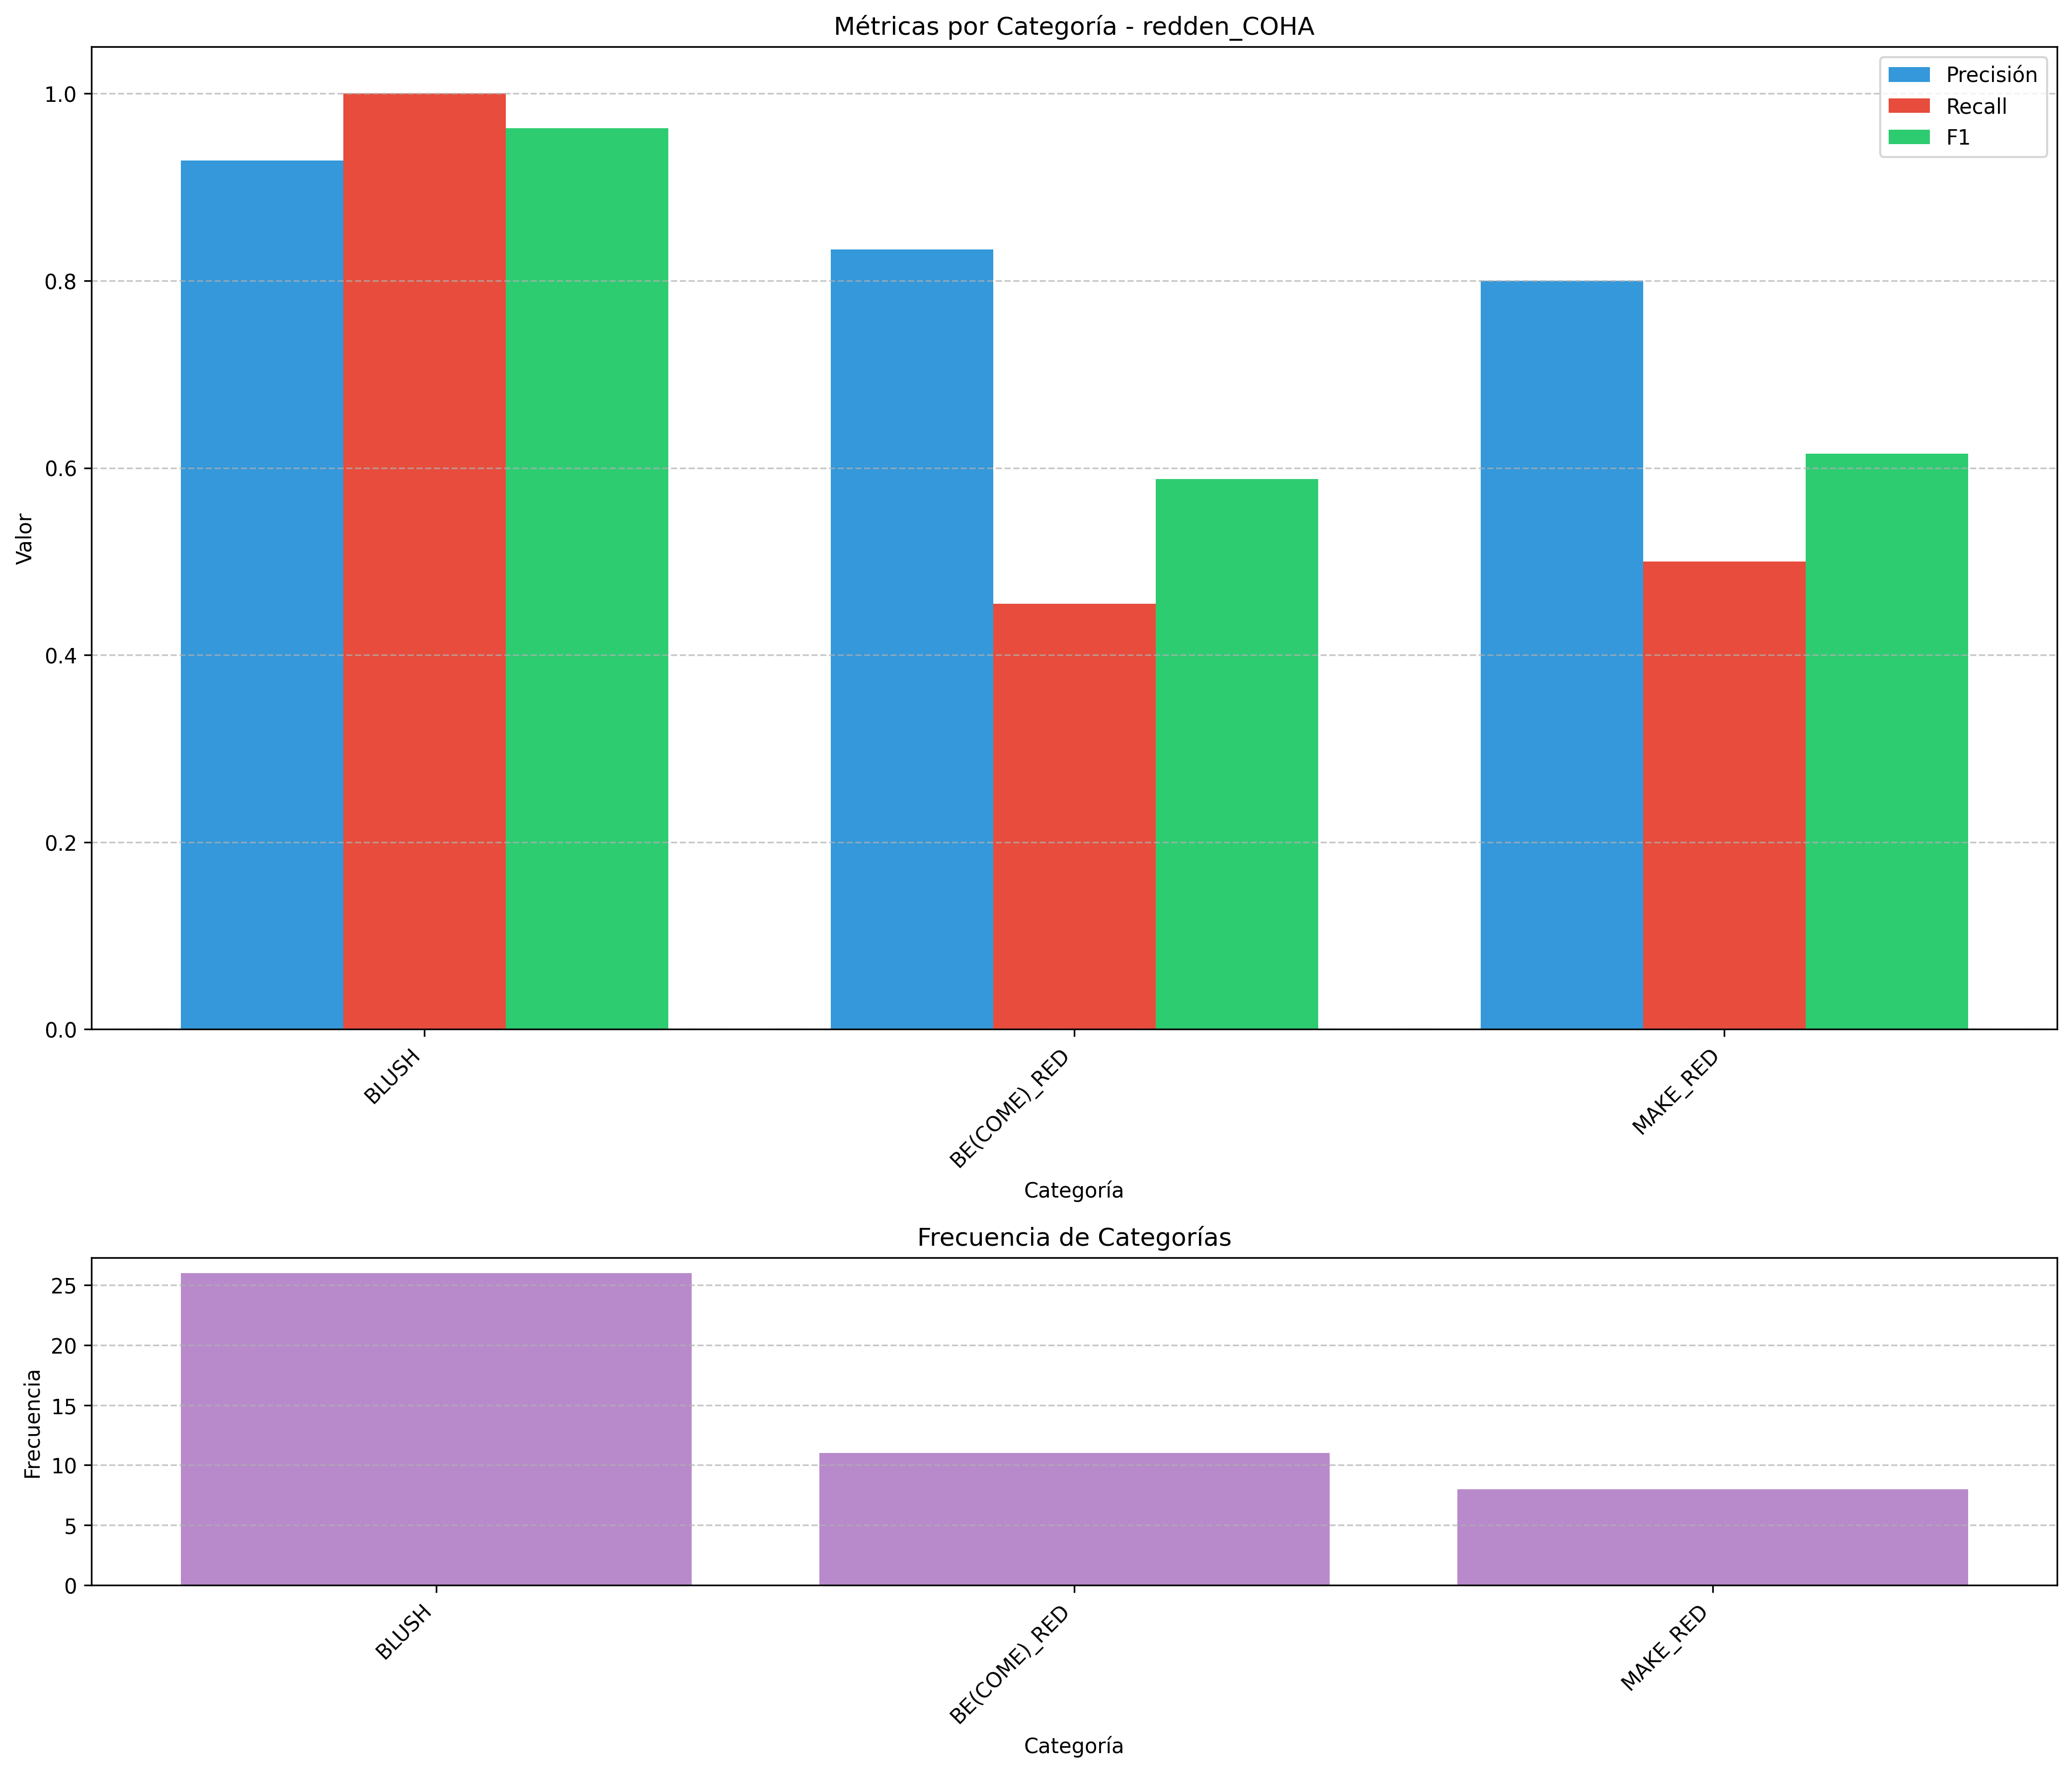 Métricas por Categoría - redden_COHA
Precisión
Recall
F1
Valor
1.0
0.8
0.6
0.4
0.2
0.0
BLUSH
BE(COME)_RED
MAKE_RED
Categoría
Frecuencia de Categorías
Frecuencia
25
20
15
10
5
0
BLUSH
BE(COME)_RED
MAKE_RED
Categoría